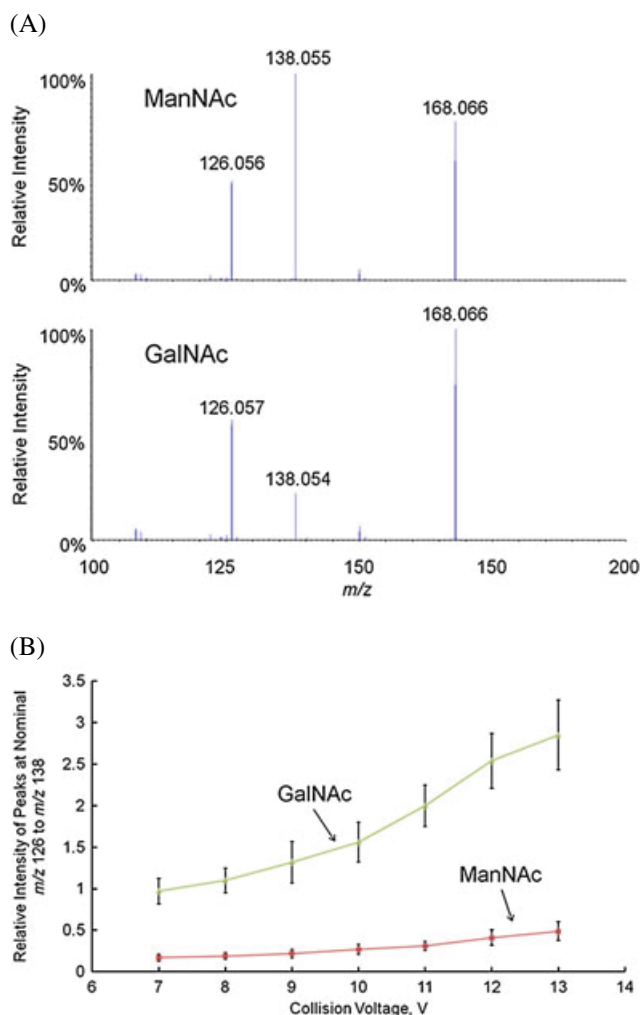 (A)
138.055
100%
ManNAc
168.066
126.056
Relative Intensity
50%
0%
168.066
100%
GalNAc
126.057
Relative Intensity
50%
138.054
0%
100 125 150 150 200
m/z
(B)
3.5
3
2.5
2
1.5
1
0.5
0
Relative Intensity of Peaks at Nominal
m/z 126 to m/z 138
GalNAc
ManNAc
6 7 8 9 10 11 12 13 14
Collision Voltage, V